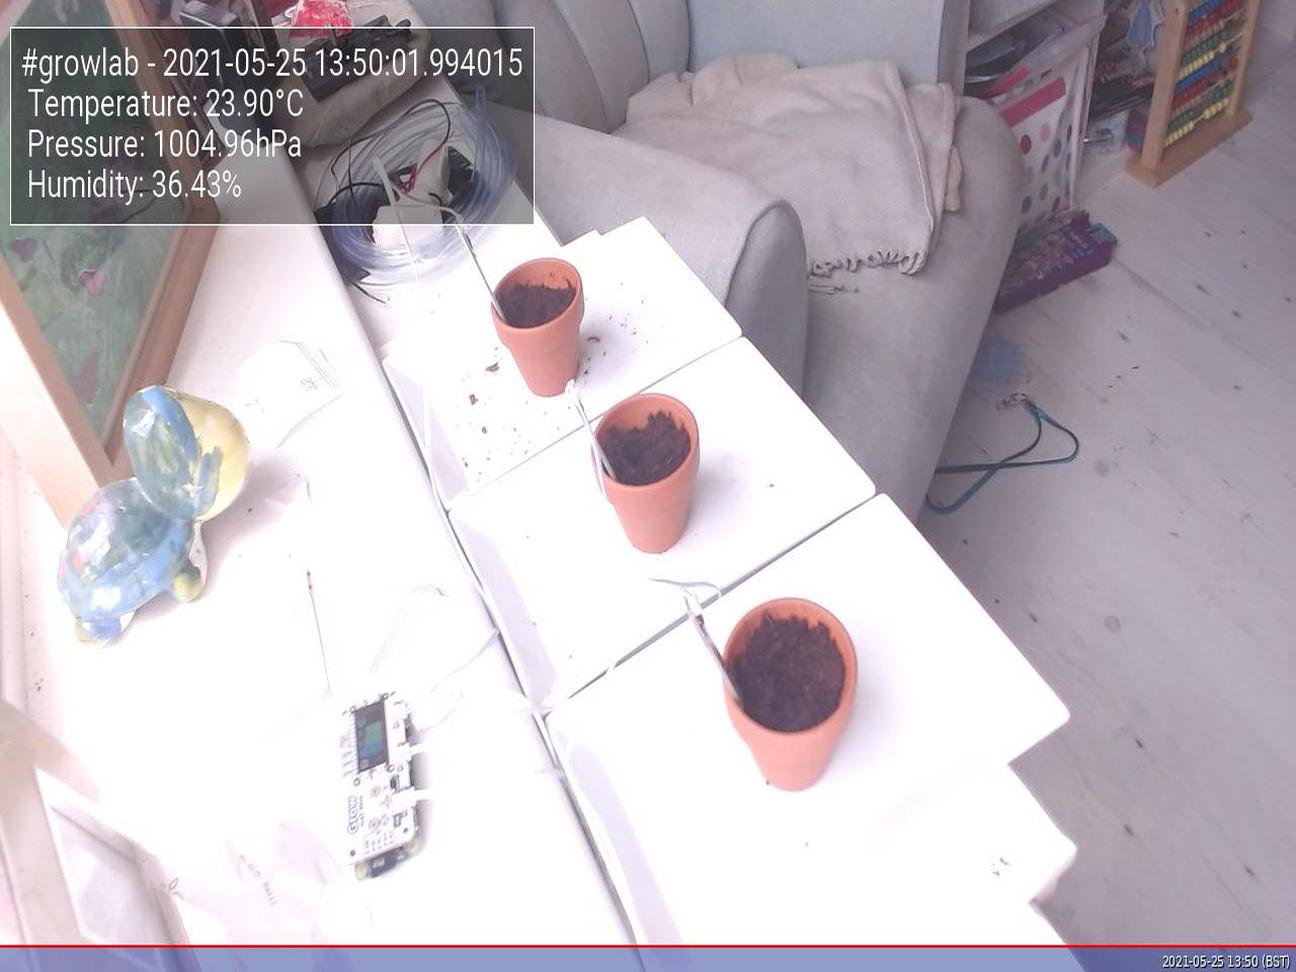 #growlab - 2021-05-25 13:50:01.994015
Temperature: 23.90°C
Pressure: 1004.96hPa
Humidity: 36.43%
Grow
2021-05-25 13:50 (BST)